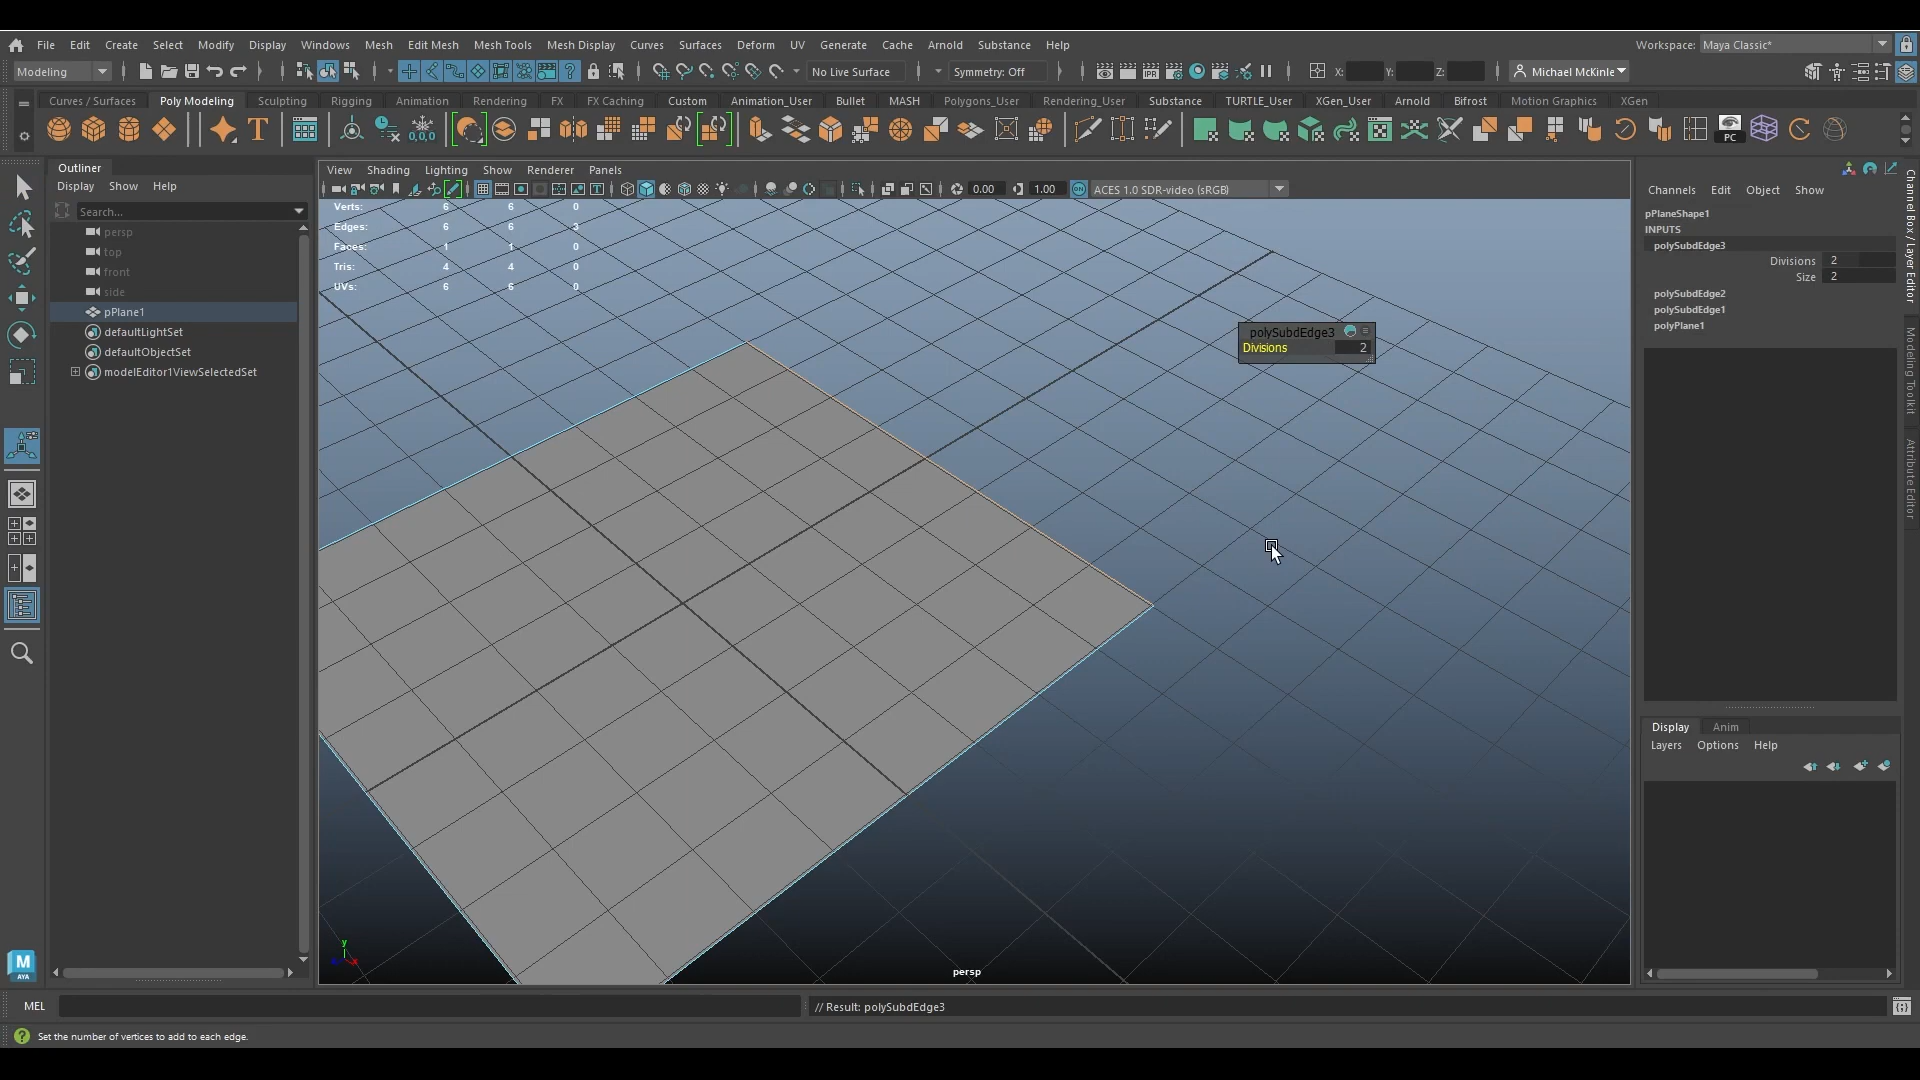 File Edit Create Select Modify Display Windows Mesh Edit Mesh Mesh Tools Mesh Display Curves Surfaces Deform UV Generate Cache Arnold Substance Help
Workspace: Maya Classic*
Modeling
No Live Surface
Symmetry: Off
IPR
X: Y: Z:
Michael McKinle
Curves / Surfaces Poly Modeling Sculpting Rigging Animation Rendering FX FX Caching Custom Animation_User Bullet MASH Polygons_User Rendering_User Substance TURTLE_User XGen_User Arnold Bifrost Motion Graphics XGen
T
0,0,0
PC
Outliner
Display Show Help
Search...
persp
top
front
side
pPlane1
defaultLightSet
defaultObjectSet
modelEditor1ViewSelectedSet
M
AYA
View Shading Lighting Show Renderer Panels
0.00 1.00 ON ACES 1.0 SDR-video (sRGB)
Verts: 6 6 0
Edges: 6 6 3
Faces: 1 1 0
Tris: 4 4 0
UVs: 6 6 0
polySubdEdge3
Divisions 2
y
x
persp
Channels Edit Object Show
pPlaneShape1
INPUTS
polySubdEdge3
Divisions 2
Size 2
polySubdEdge2
polySubdEdge1
polyPlane1
Display Anim
Layers Options Help
Channel Box / Layer Editor
Modeling Toolkit
Attribute Editor
MEL
// Result: polySubdEdge3
Set the number of vertices to add to each edge.